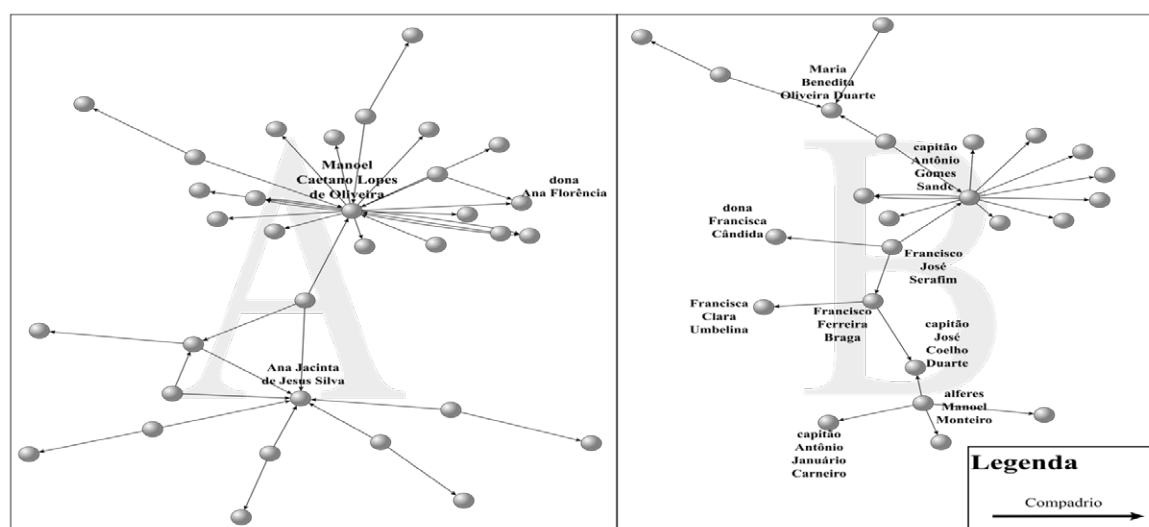 A
Manoel
Caetano Lopes
de Oliveira
dona
Ana Florência
Ana Jacinta
de Jesus Silva
B
Maria
Benedita
Oliveira Duarte
capitão
Antônio
Gomes
Sande
dona
Francisca
Cândida
Francisco
José
Serafim
Francisca
Clara
Umbelina
Francisco
Ferreira
Braga
capitão
José
Coelho
Duarte
alferes
Manoel
Monteiro
capitão
Antônio
Januário
Carneiro
Legenda
Compadrio